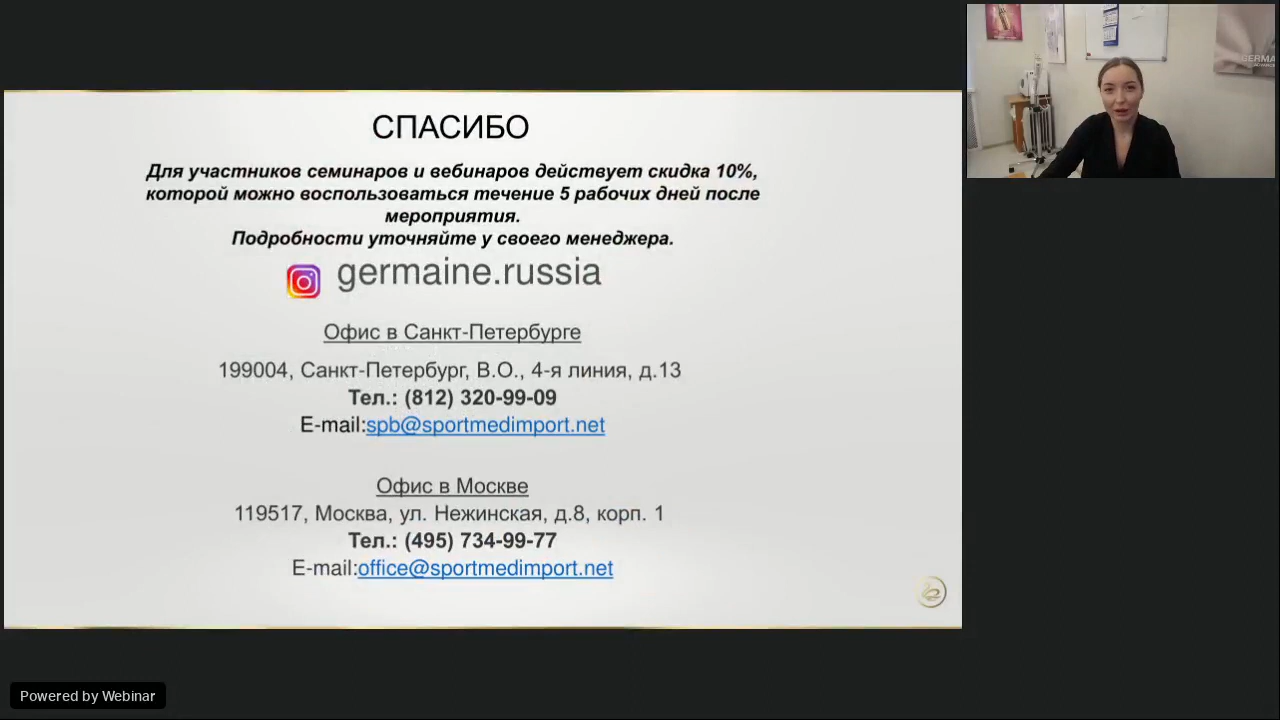 СПАСИБО
Для участников семинаров и вебинаров действует скидка 10%,
которой можно воспользоваться течение 5 рабочих дней после
мероприятия.
Подробности уточняйте у своего менеджера.
germaine.russia
Офис в Санкт-Петербурге
199004, Санкт-Петербург, В.О., 4-я линия, д.13
Тел.: (812) 320-99-09
E-mail:spb@sportmedimport.net
Офис в Москве
119517, Москва, ул. Нежинская, д.8, корп. 1
Тел.: (495) 734-99-77
E-mail:office@sportmedimport.net
Powered by Webinar